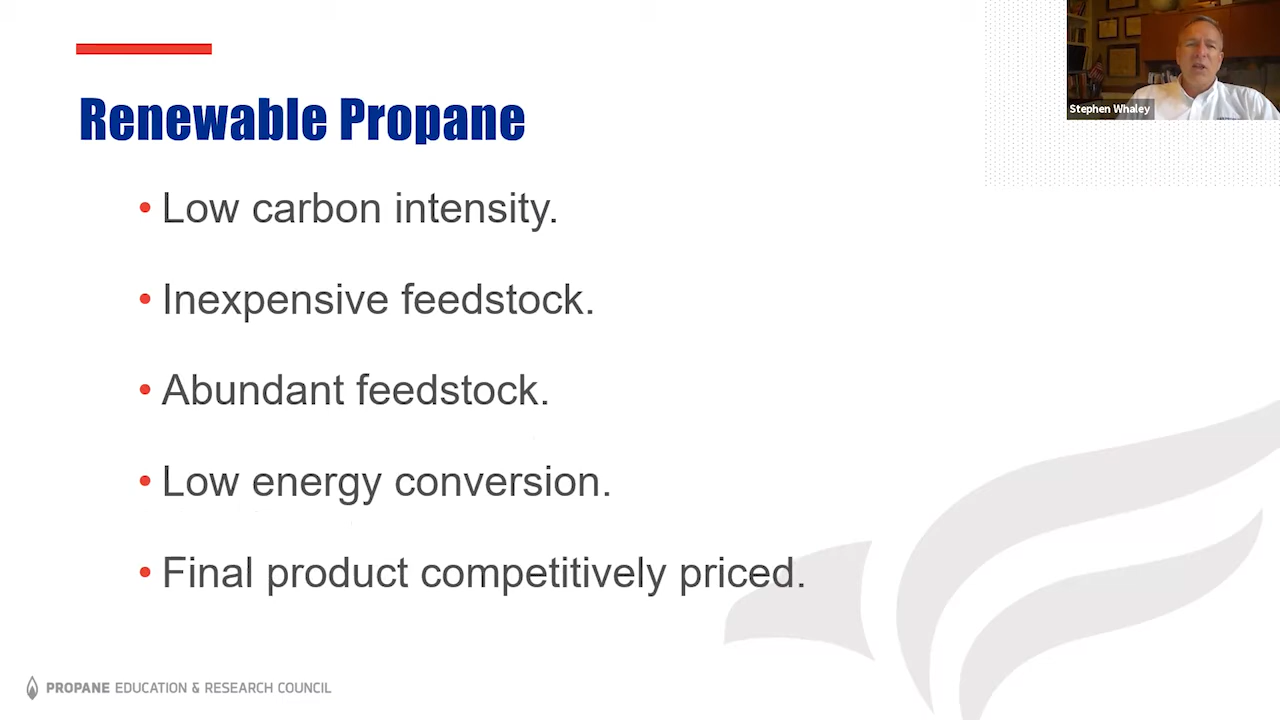 Renewable Propane
• Low carbon intensity.
• Inexpensive feedstock.
• Abundant feedstock.
• Low energy conversion.
• Final product competitively priced.
Stephen Whaley
PROPANE EDUCATION & RESEARCH COUNCIL